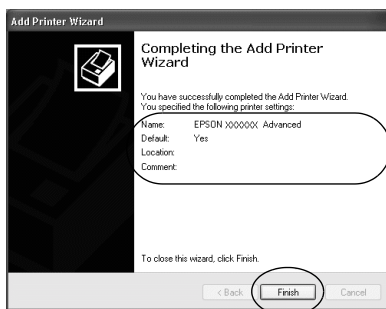 Add Printer Wizard
Completing the Add Printer
Wizard
You have successfully completed the Add Printer Wizard.
You specified the following printer settings:
Name: EPSON XXXXXX Advanced
Default: Yes
Location:
Comment:
To close this wizard, click Finish.
< Back Finish Cancel